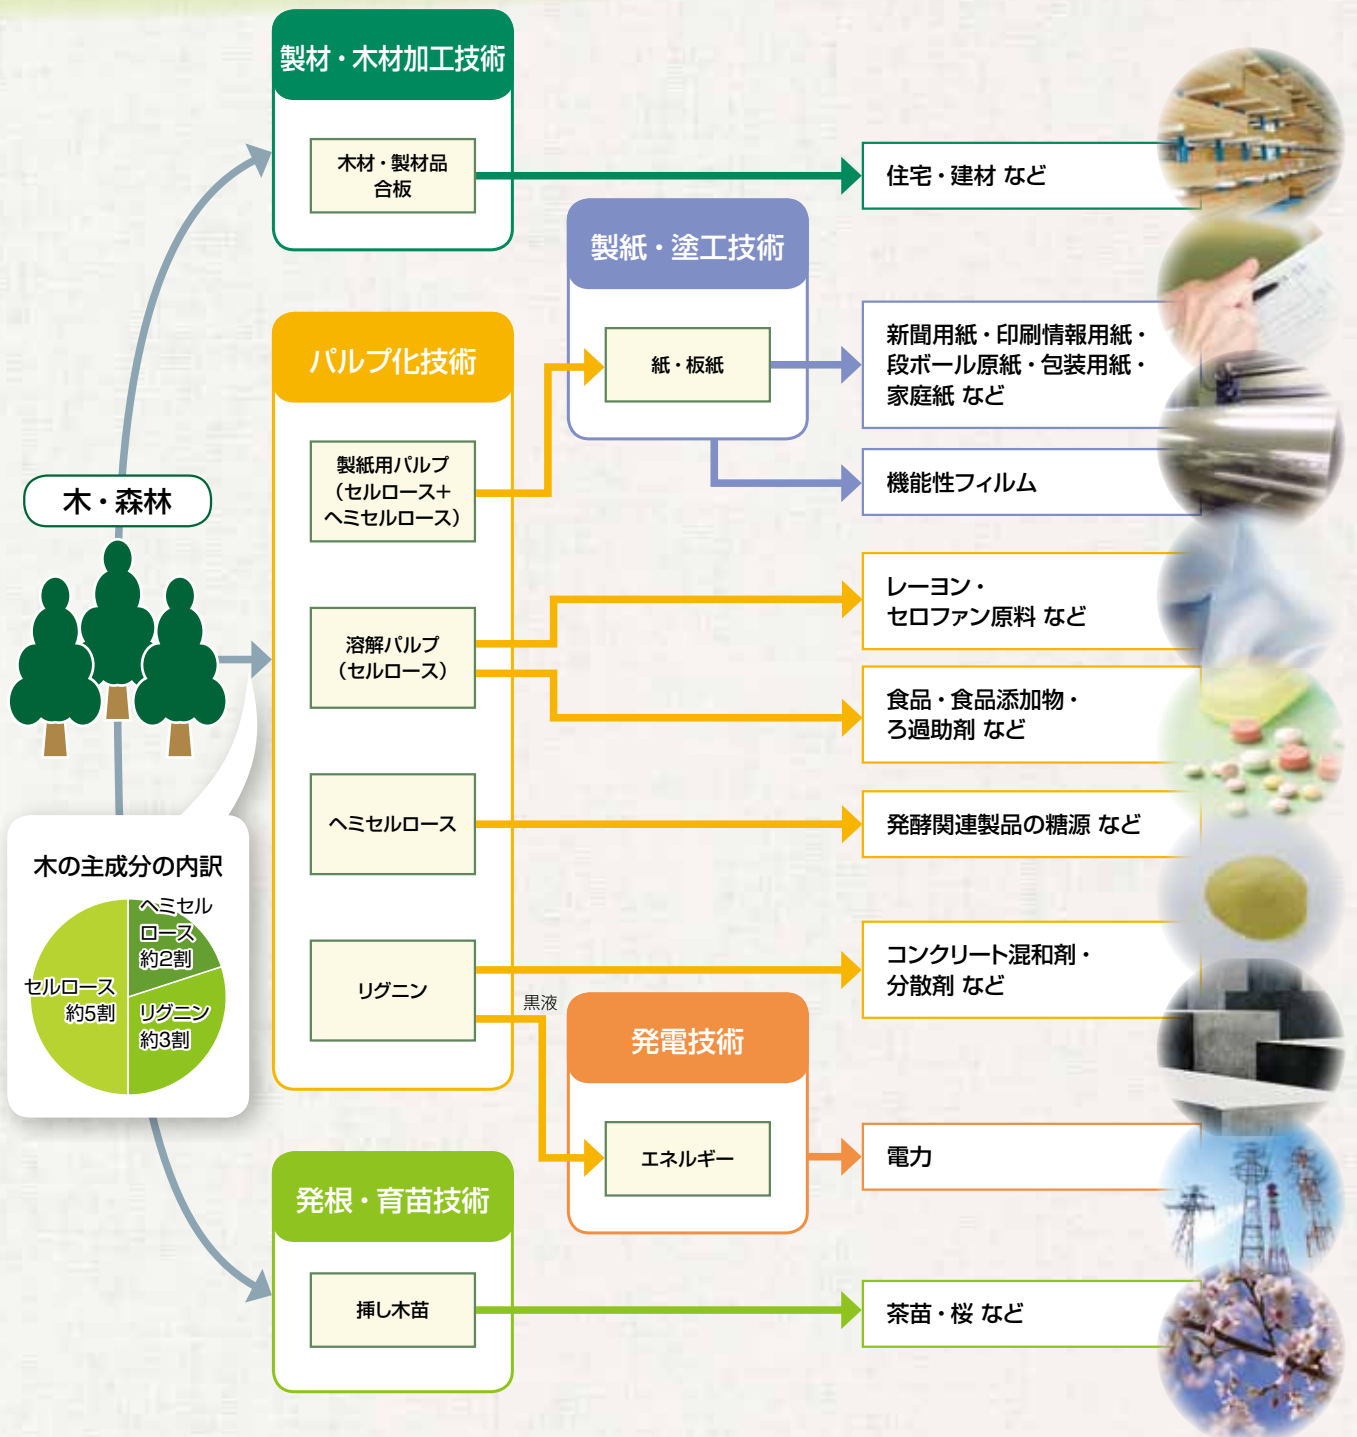 製材・木材加工技術
木材・製材品
合板
住宅・建材 など
製紙・塗工技術
紙・板紙
新聞用紙・印刷情報用紙・
段ボール原紙・包装用紙・
家庭紙 など
機能性フィルム
パルプ化技術
製紙用パルプ
（セルロース＋
ヘミセルロース）
木・森林
溶解パルプ
（セルロース）
レーヨン・
セロファン原料 など
食品・食品添加物・
ろ過助剤 など
ヘミセルロース
発酵関連製品の糖源 など
木の主成分の内訳
ヘミセル
ロース
約2割
セルロース
約5割
リグニン
約3割
リグニン
コンクリート混和剤・
分散剤 など
黒液
発電技術
エネルギー
電力
発根・育苗技術
挿し木苗
茶苗・桜 など